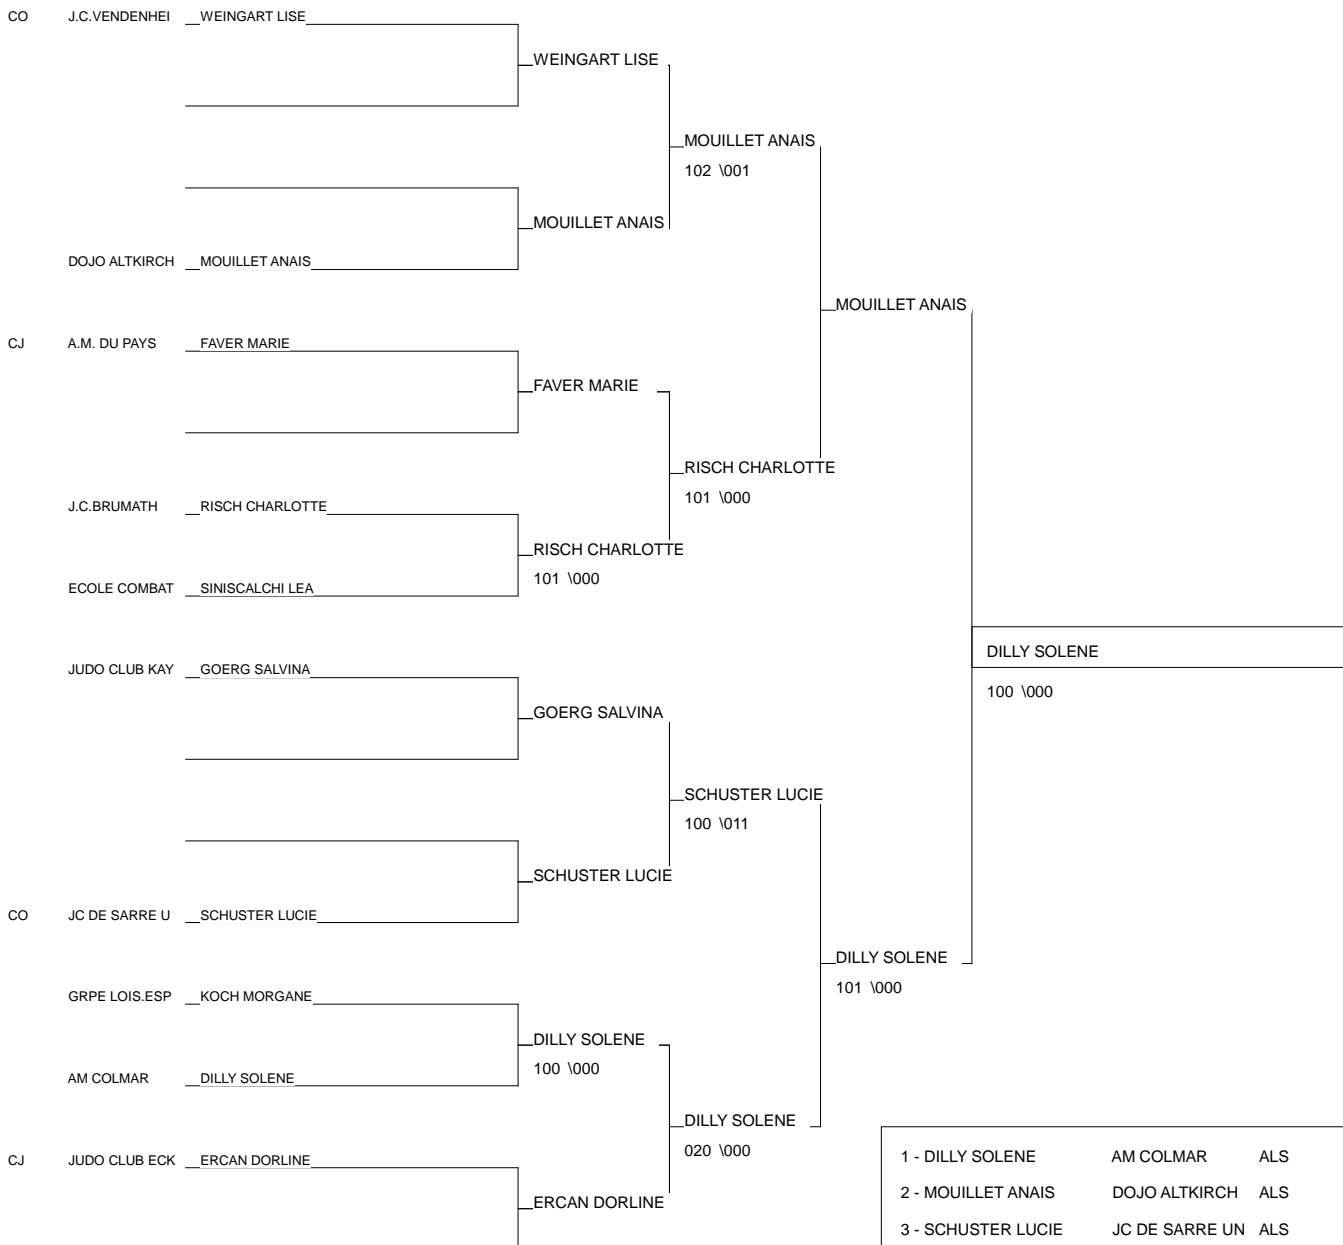 CO J.C.VENDENHEI WEINGART LISE
WEINGART LISE
MOUILLET ANAIS
102 \001
MOUILLET ANAIS
DOJO ALTKIRCH MOUILLET ANAIS
MOUILLET ANAIS
CJ A.M. DU PAYS FAVER MARIE
FAVER MARIE
RISCH CHARLOTTE
101 \000
J.C.BRUMATH RISCH CHARLOTTE
RISCH CHARLOTTE
101 \000
ECOLE COMBAT SINISCALCHI LEA
DILLY SOLENE
100 \000
JUDO CLUB KAY GOERG SALVINA
GOERG SALVINA
SCHUSTER LUCIE
100 \011
SCHUSTER LUCIE
CO JC DE SARRE U SCHUSTER LUCIE
DILLY SOLENE
101 \000
GRPE LOIS.ESP KOCH MORGANE
DILLY SOLENE
100 \000
AM COLMAR DILLY SOLENE
DILLY SOLENE
020 \000
CJ JUDO CLUB ECK ERCAN DORLINE
ERCAN DORLINE
1 - DILLY SOLENE AM COLMAR ALS
2 - MOUILLET ANAIS DOJO ALTKIRCH ALS
3 - SCHUSTER LUCIE JC DE SARRE UN ALS